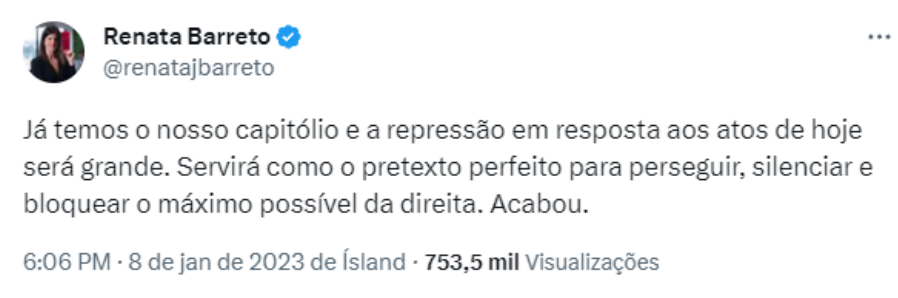 Renata Barreto
@renatajbarreto
Já temos o nosso capitólio e a repressão em resposta aos atos de hoje
será grande. Servirá como o pretexto perfeito para perseguir, silenciar e
bloquear o máximo possível da direita. Acabou.
6:06 PM · 8 de jan de 2023 de Ísland · 753,5 mil Visualizações